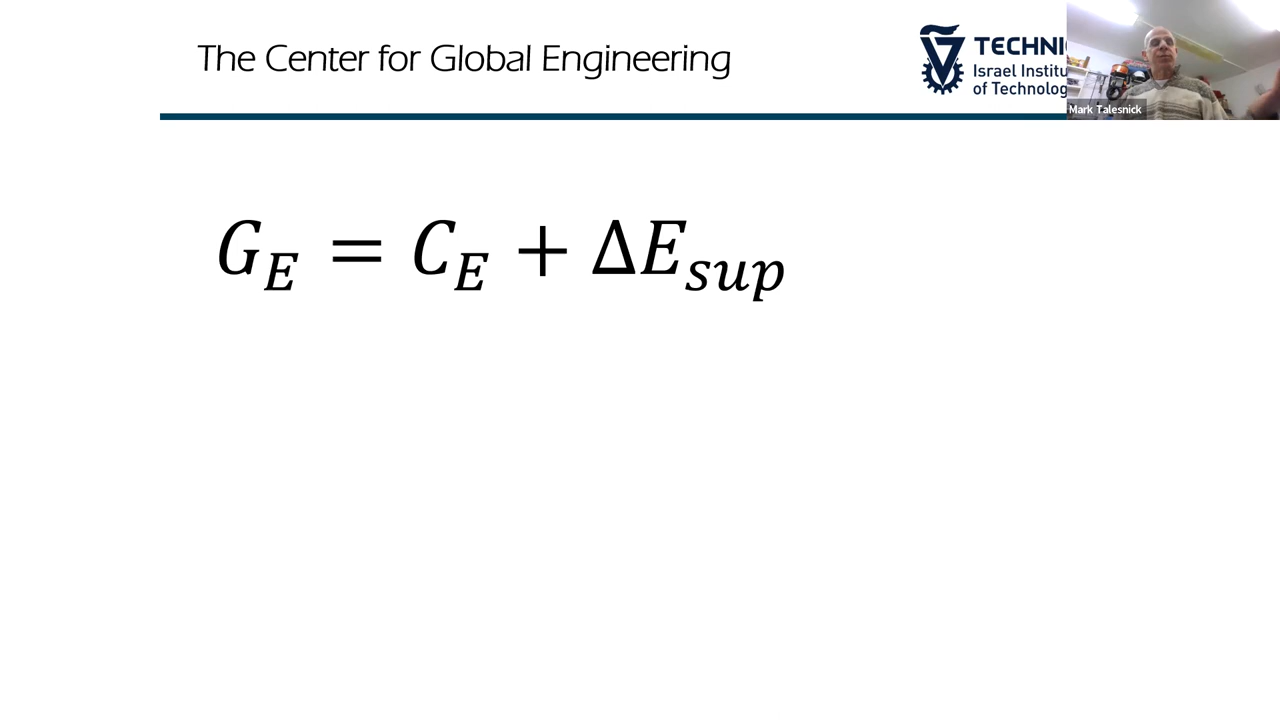 The Center for Global Engineering
TECHNI
Israel Institu
of Technolog
Mark Talesnick
G_E = C_E + ΔE_sup